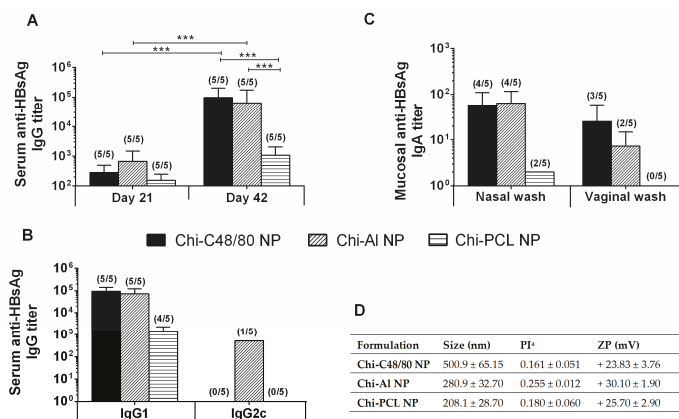 A
Serum anti-HBsAg
IgG titer
10⁶
10⁵
10⁴
10³
10²
***
***
***
***
(5/5)
(5/5)
(5/5)
(5/5)
(5/5)
(5/5)
Day 21
Day 42
C
Mucosal anti-HBsAg
IgA titer
10³
10²
10¹
10⁰
(4/5)
(4/5)
(2/5)
(3/5)
(2/5)
(0/5)
Nasal wash
Vaginal wash
Chi-C48/80 NP
Chi-Al NP
Chi-PCL NP
B
Serum anti-HBsAg
IgG titer
10⁶
10⁵
10⁴
10³
10²
10¹
10⁰
(5/5)
(5/5)
(4/5)
(0/5)
(1/5)
(0/5)
IgG1
IgG2c
D
Formulation Size (nm) PIᵃ ZP (mV)
Chi-C48/80 NP 500.9 ± 65.15 0.161 ± 0.051 + 23.83 ± 3.76
Chi-Al NP 280.9 ± 32.70 0.255 ± 0.012 + 30.10 ± 1.90
Chi-PCL NP 208.1 ± 28.70 0.180 ± 0.060 + 25.70 ± 2.90